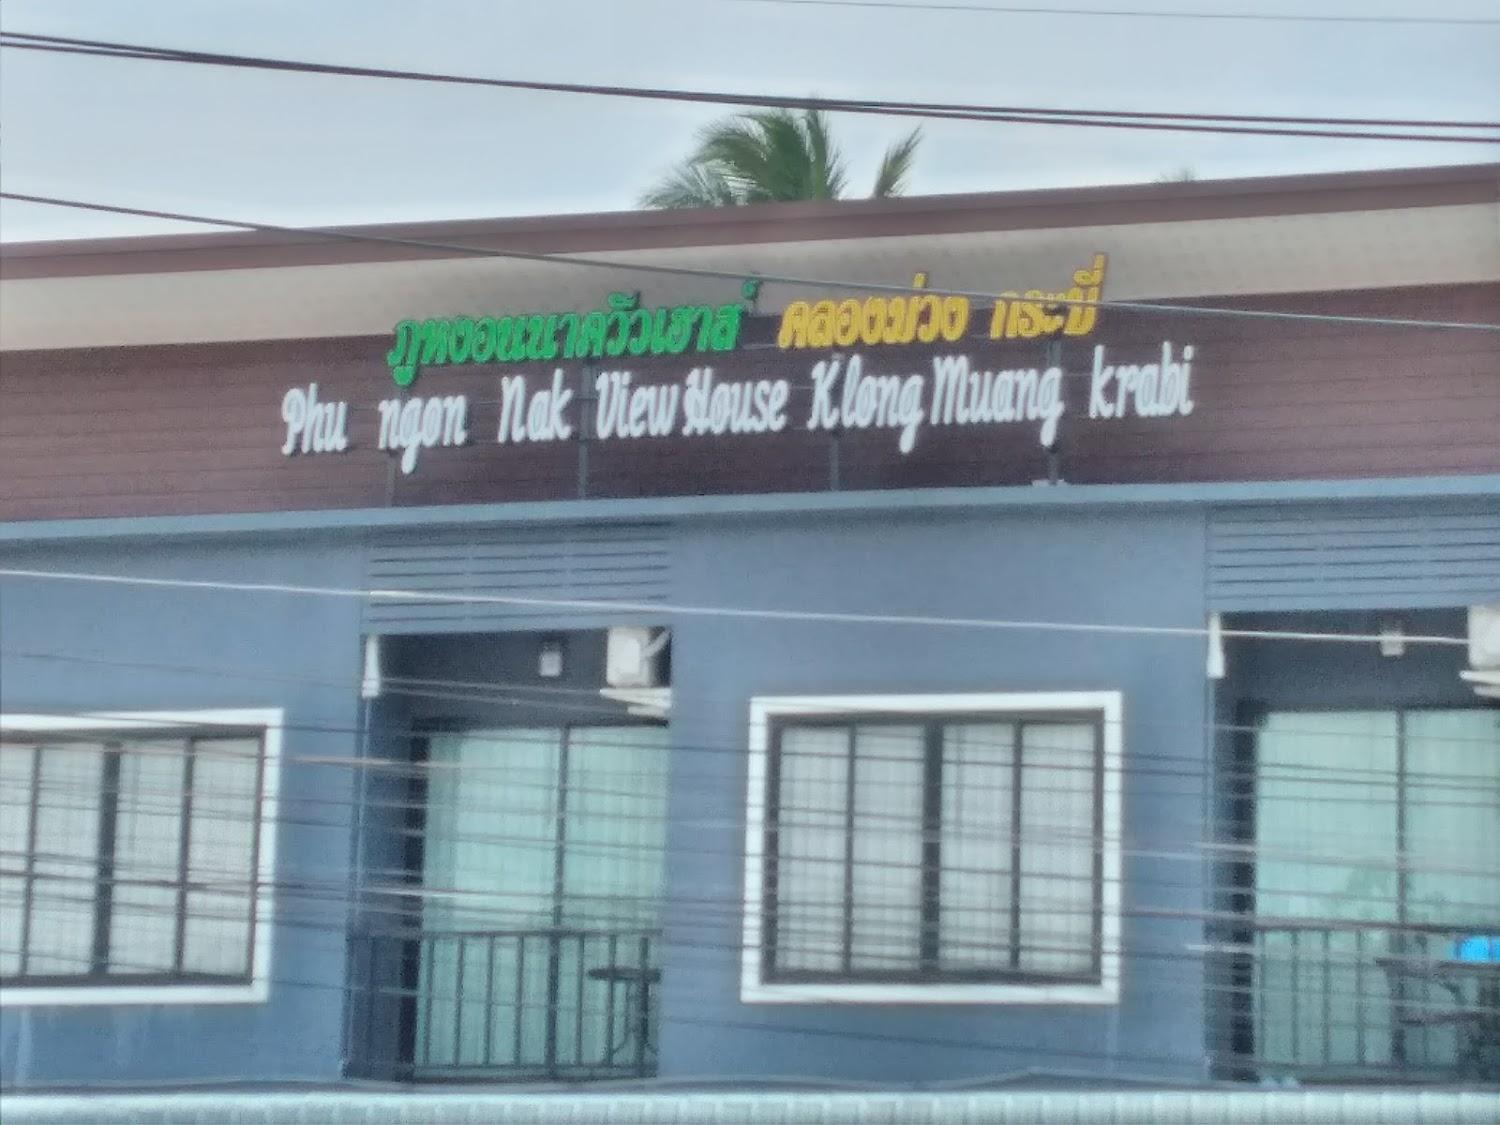 ภูหงอนนาควิวเฮาส์ คลองม่วง กระบี่
Phu ngon Nak View House Klong Muang krabi